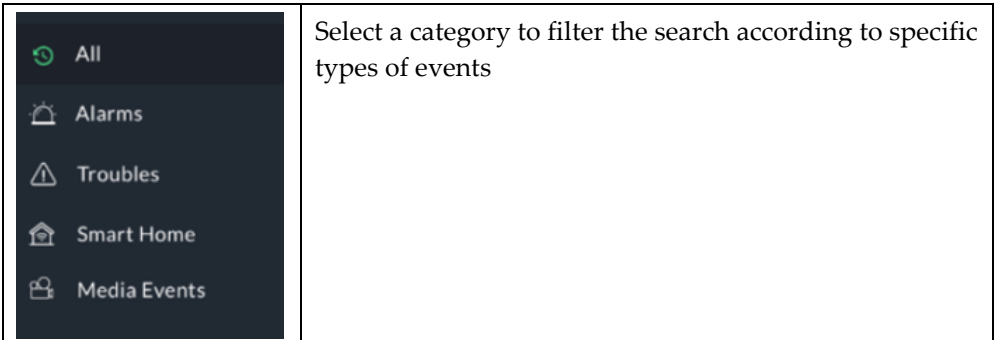 All
Alarms
Troubles
Smart Home
Media Events
Select a category to filter the search according to specific
types of events